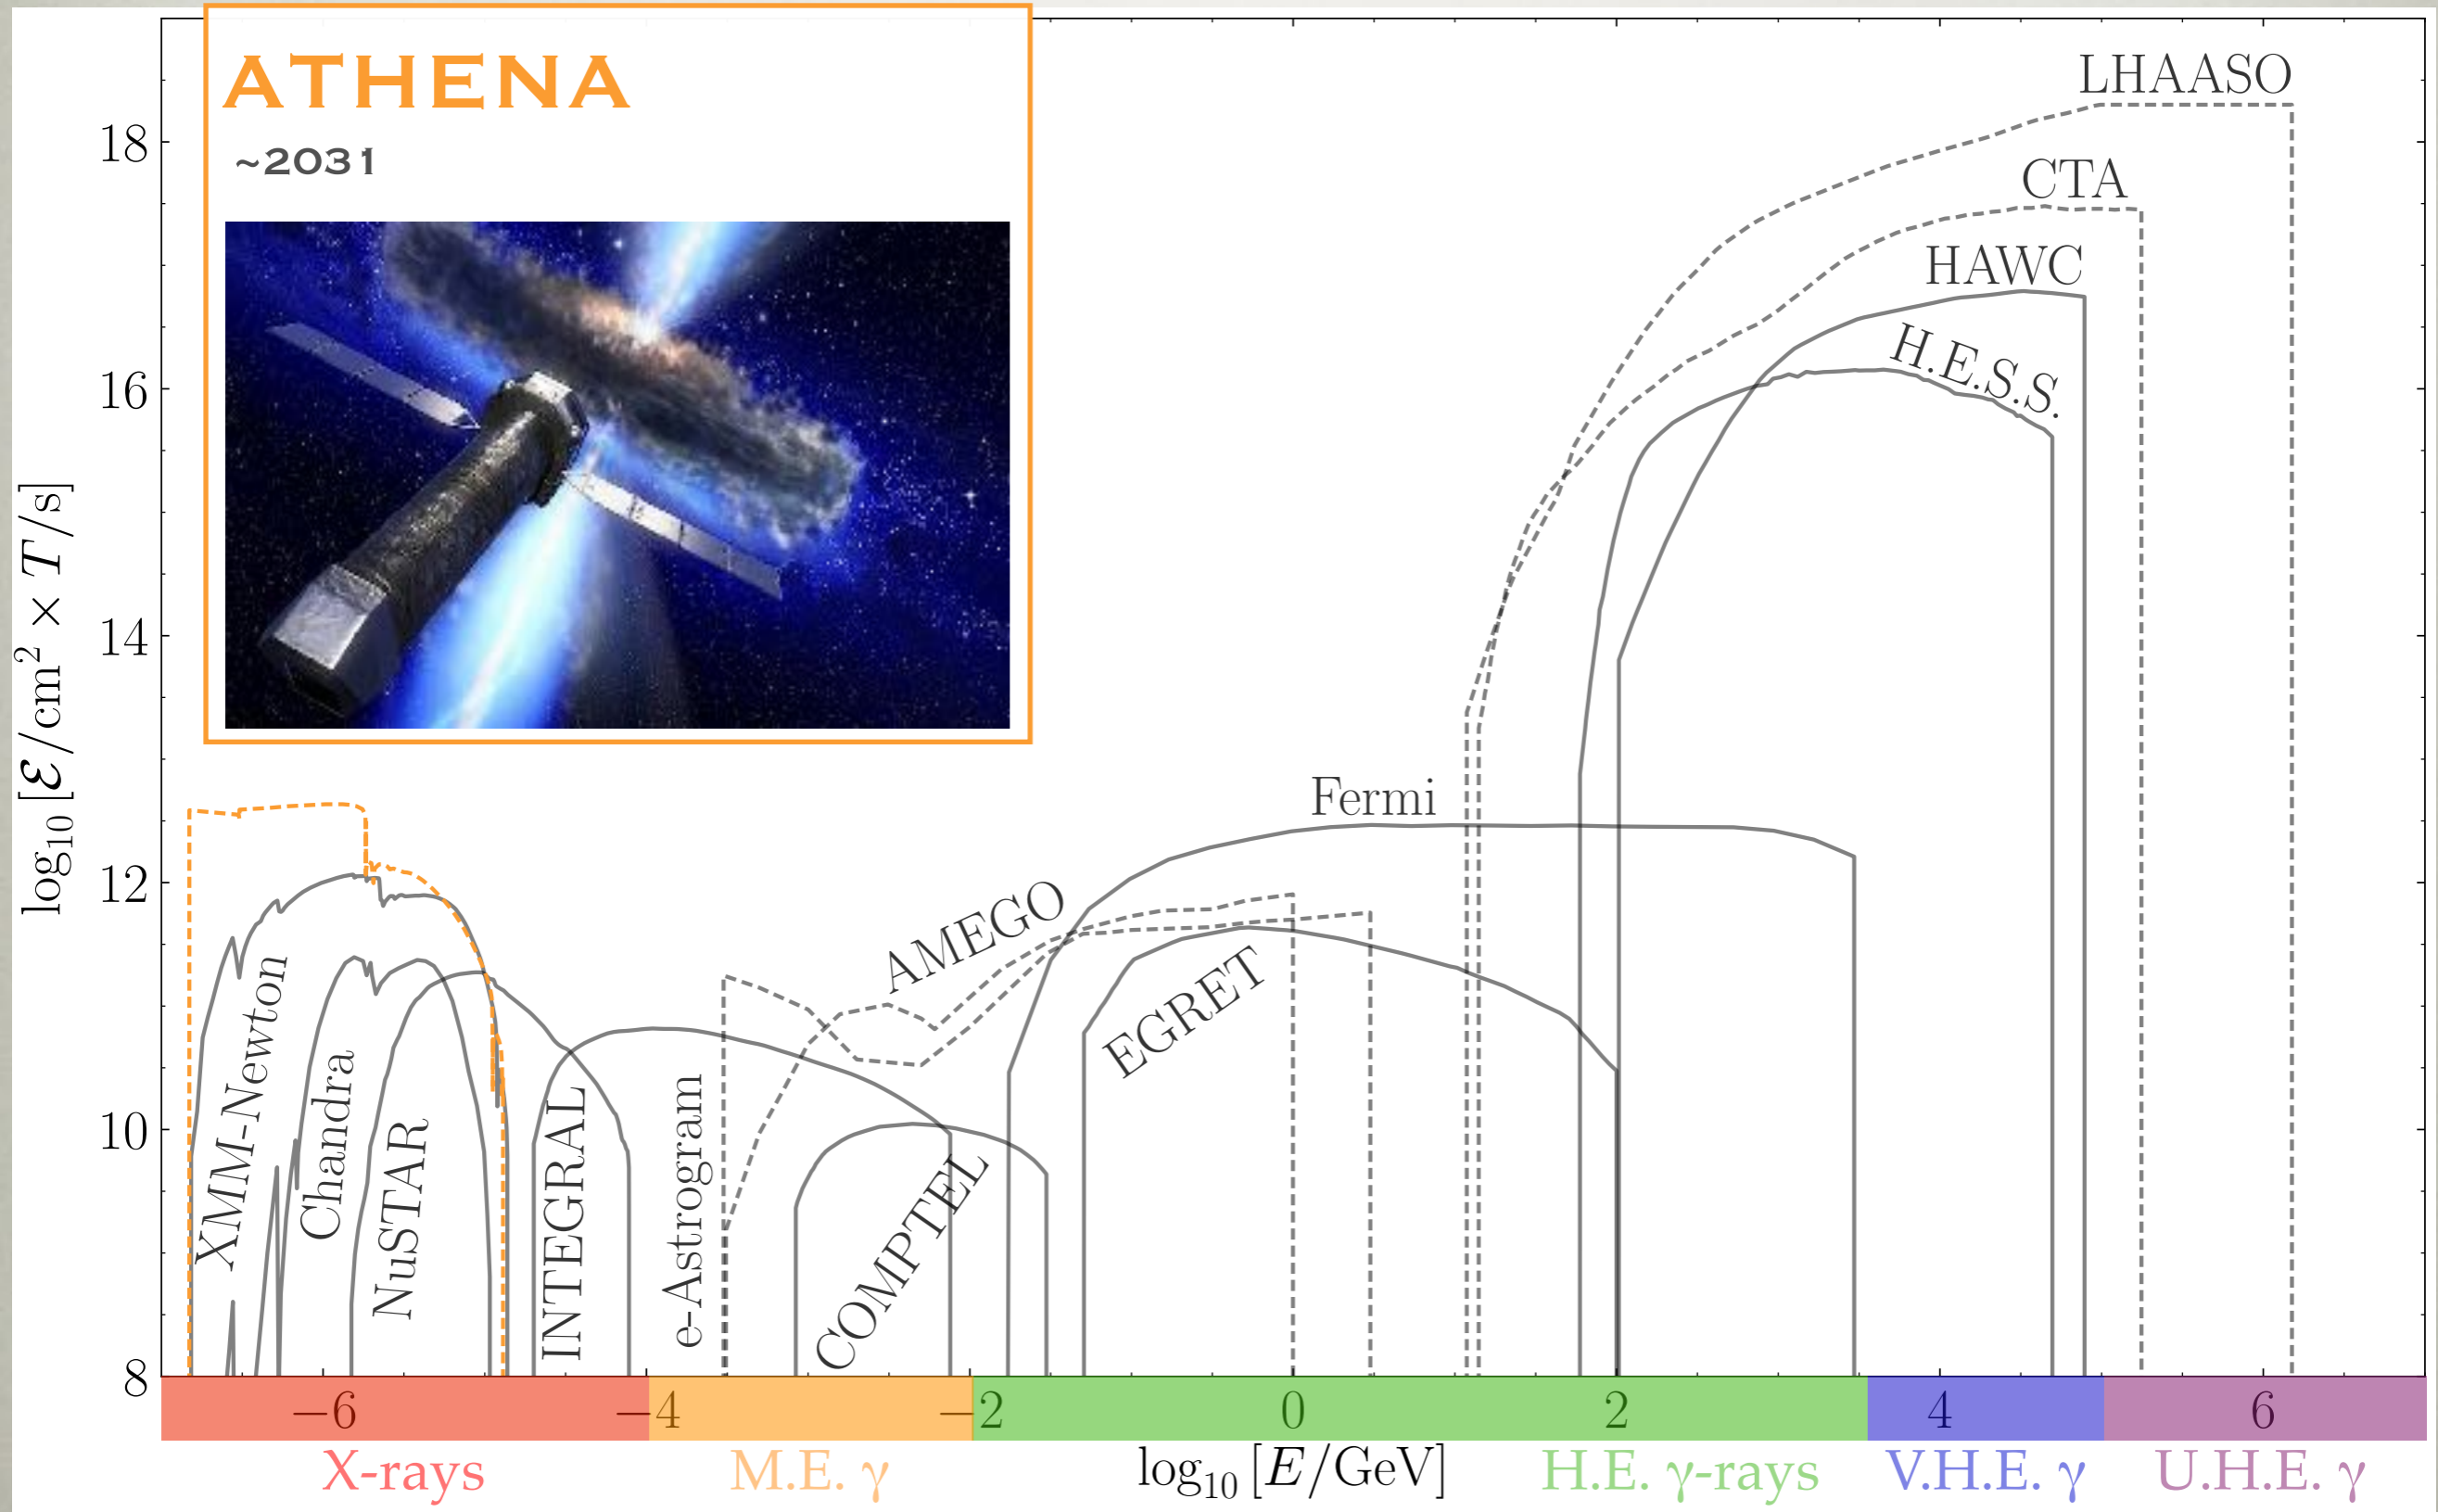 ATHENA
~2031
LHAASO
CTA
HAWC
H.E.S.S.
Fermi
AMEGO
EGRET
XMM-Newton
Chandra
NuSTAR
INTEGRAL
e-Astrogram
COMPTEL
log₁₀[ℰ/cm² × T/s]
18
16
14
12
10
8
−6 −4 −2 0 2 4 6
X-rays M.E. γ log₁₀[E/GeV] H.E. γ-rays V.H.E. γ U.H.E. γ